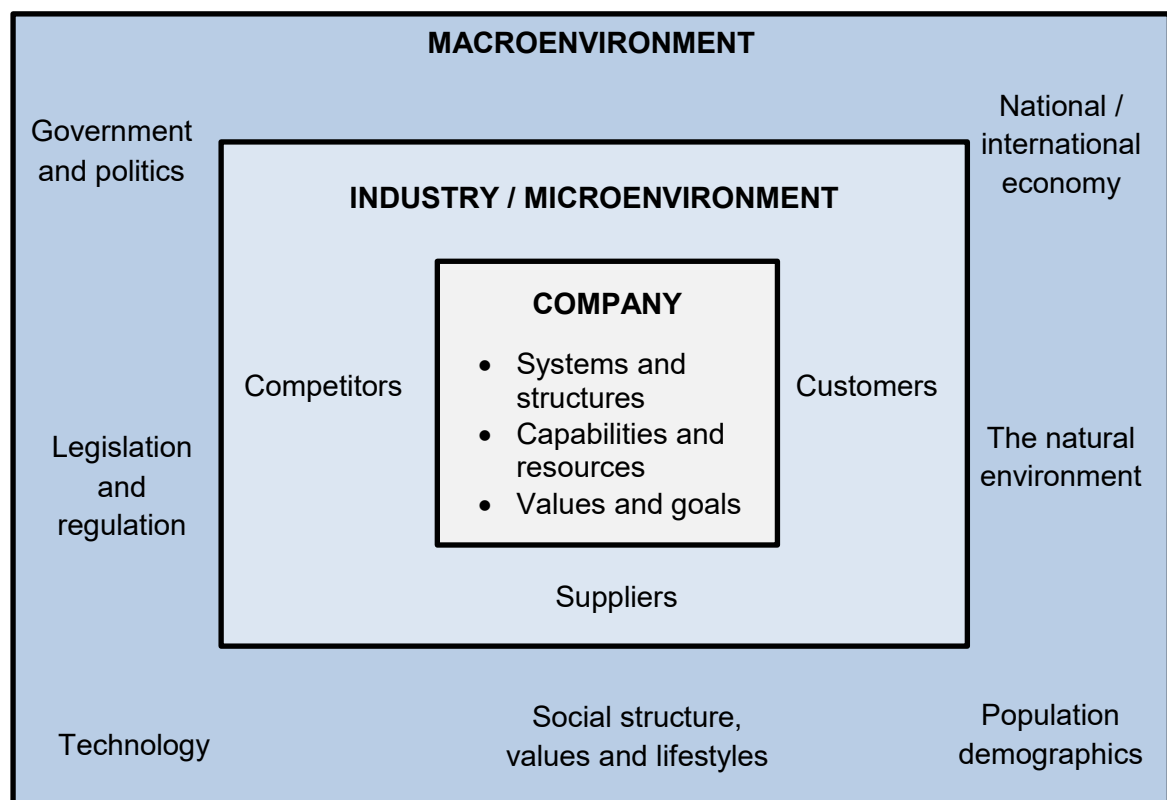 MACROENVIRONMENT
Government
and politics
National /
international
economy
INDUSTRY / MICROENVIRONMENT
COMPANY
• Systems and
structures
• Capabilities and
resources
• Values and goals
Competitors
Customers
Legislation
and
regulation
The natural
environment
Suppliers
Technology
Social structure,
values and lifestyles
Population
demographics